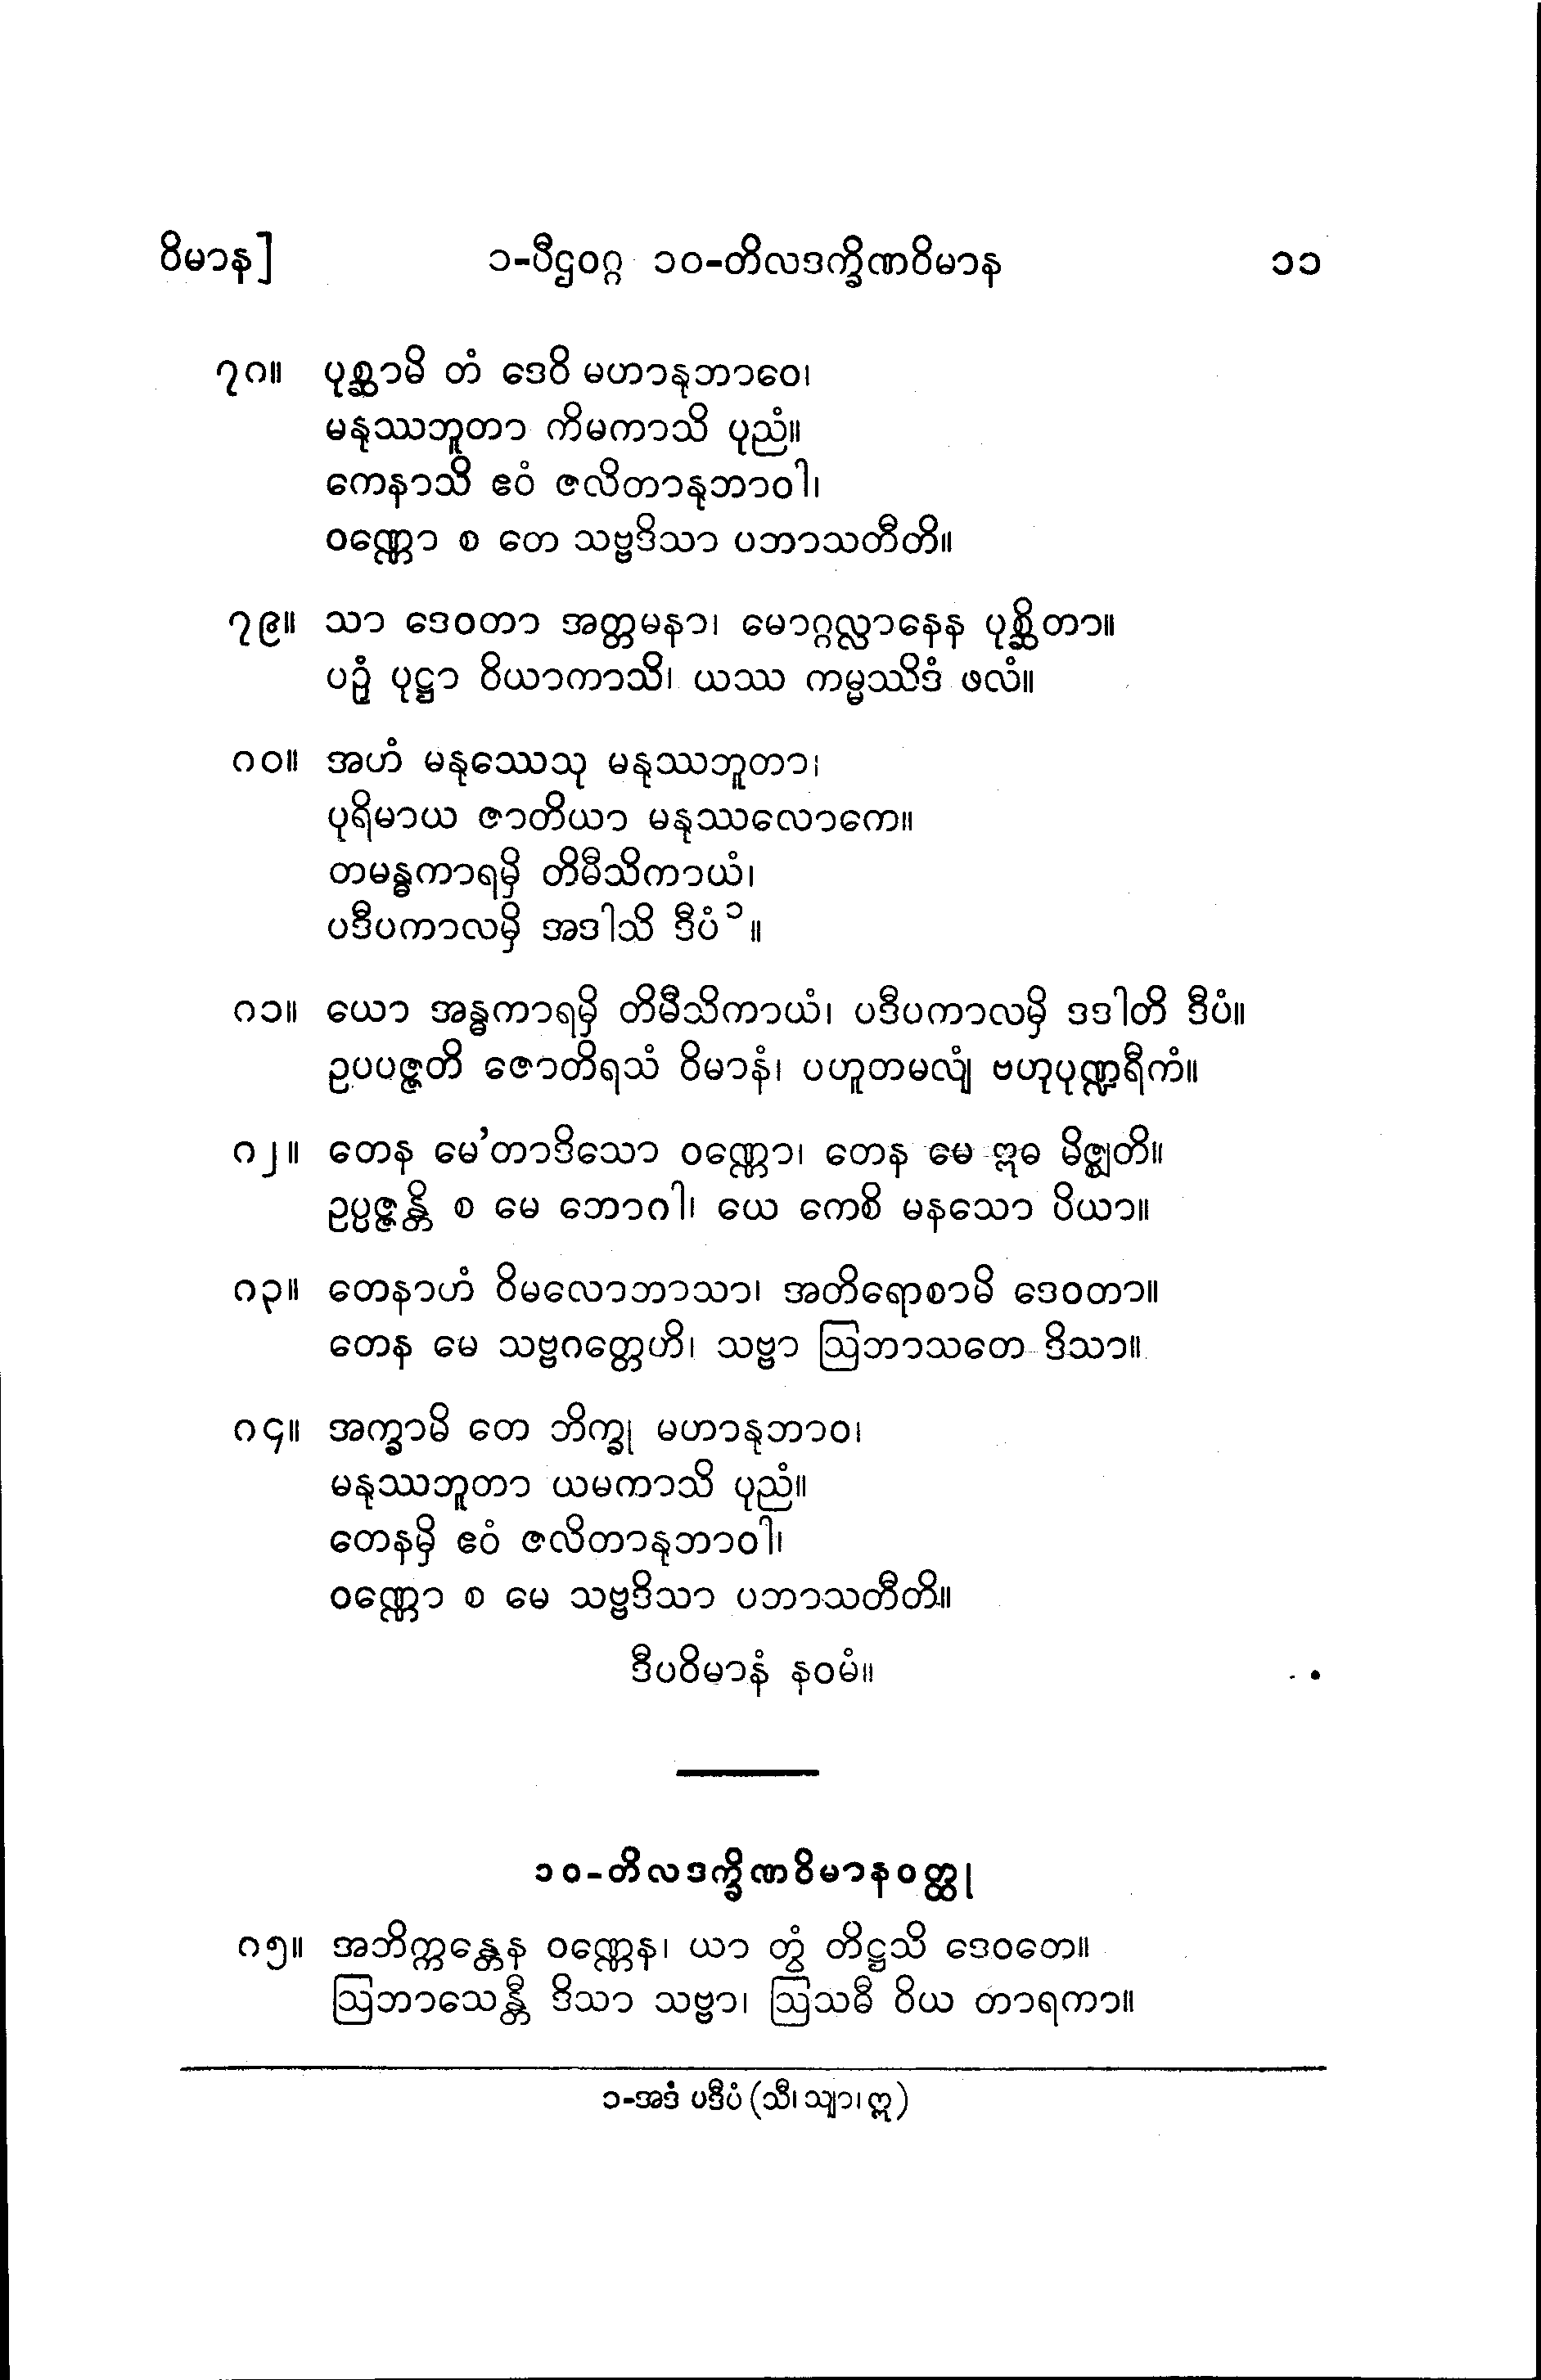 ဝိမာန]	၁-ပီဌဝဂ္ဂ ၁၀-တိလဒက္ခိဏဝိမာန	၁၁
၇၈။ ပုစ္ဆာမိ တံ ဒေဝိ မဟာနုဘာဝေ၊
မနုဿဘူတာ ကိမကာသိ ပုညံ။
ကေနာသိ ဧဝံ ဇလိတာနုဘာဝါ၊
ဝဏ္ဏော စ တေ သဗ္ဗဒိသာ ပဘာသတီတိ။
၇၉။ သာ ဒေဝတာ အတ္တမနာ၊ မောဂ္ဂလ္လာနေန ပုစ္ဆိတာ။
ပဉှံ ပုဋ္ဌာ ဝိယာကာသိ၊ ယဿ ကမ္မဿိဒံ ဖလံ။
၈၀။ အဟံ မနုဿေသု မနုဿဘူတာ၊
ပုရိမာယ ဇာတိယာ မနုဿလောကေ။
တမန္ဓကာရမှိ တိမီသိကာယံ၊
ပဒီပကာလမှိ အဒါသိ ဒီပံ၁။
၈၁။ ယော အန္ဓကာရမှိ တိမီသိကာယံ၊ ပဒီပကာလမှိ ဒဒါတိ ဒီပံ။
ဥပပဇ္ဇတိ ဇောတိရသံ ဝိမာနံ၊ ပဟူတမလျံ ဗဟုပုဏ္ဍရီကံ။
၈၂။ တေန မေ’တာဒိသော ဝဏ္ဏော၊ တေန မေ ဣဓ မိဇ္ဈတိ။
ဥပ္ပဇ္ဇန္တိ စ မေ ဘောဂါ၊ ယေ ကေစိ မနသော ပိယာ။
၈၃။ တေနာဟံ ဝိမလောဘာသာ၊ အတိရောစာမိ ဒေဝတာ။
တေန မေ သဗ္ဗဂတ္တေဟိ၊ သဗ္ဗာ ဩဘာသတေ ဒိသာ။
၈၄။ အက္ခာမိ တေ ဘိက္ခု မဟာနုဘာဝ၊
မနုဿဘူတာ ယမကာသိ ပုညံ။
တေနမှိ ဧဝံ ဇလိတာနုဘာဝါ၊
ဝဏ္ဏော စ မေ သဗ္ဗဒိသာ ပဘာသတီတိ။
ဒီပဝိမာနံ နဝမံ။
၁၀-တိလဒက္ခိဏဝိမာနဝတ္ထု
၈၅။ အဘိက္ကန္တေန ဝဏ္ဏေန၊ ယာ တွံ တိဋ္ဌသိ ဒေဝတေ။
ဩဘာသေန္တီ ဒိသာ သဗ္ဗာ၊ ဩသဓီ ဝိယ တာရကာ။
၁-အဒံ ပဒီပံ (သီ၊ သျာ၊ ဣ)